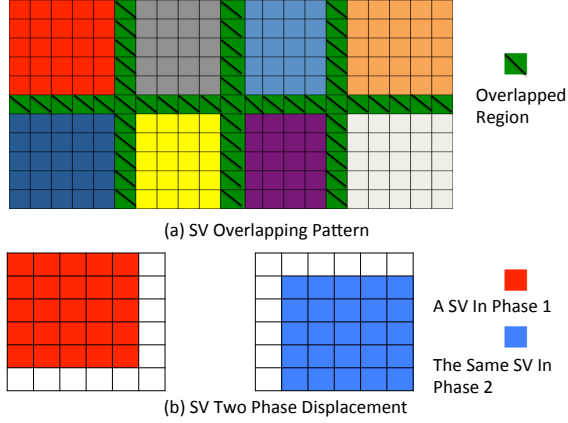 Overlapped
Region
(a) SV Overlapping Pattern
A SV In Phase 1
The Same SV In
Phase 2
(b) SV Two Phase Displacement